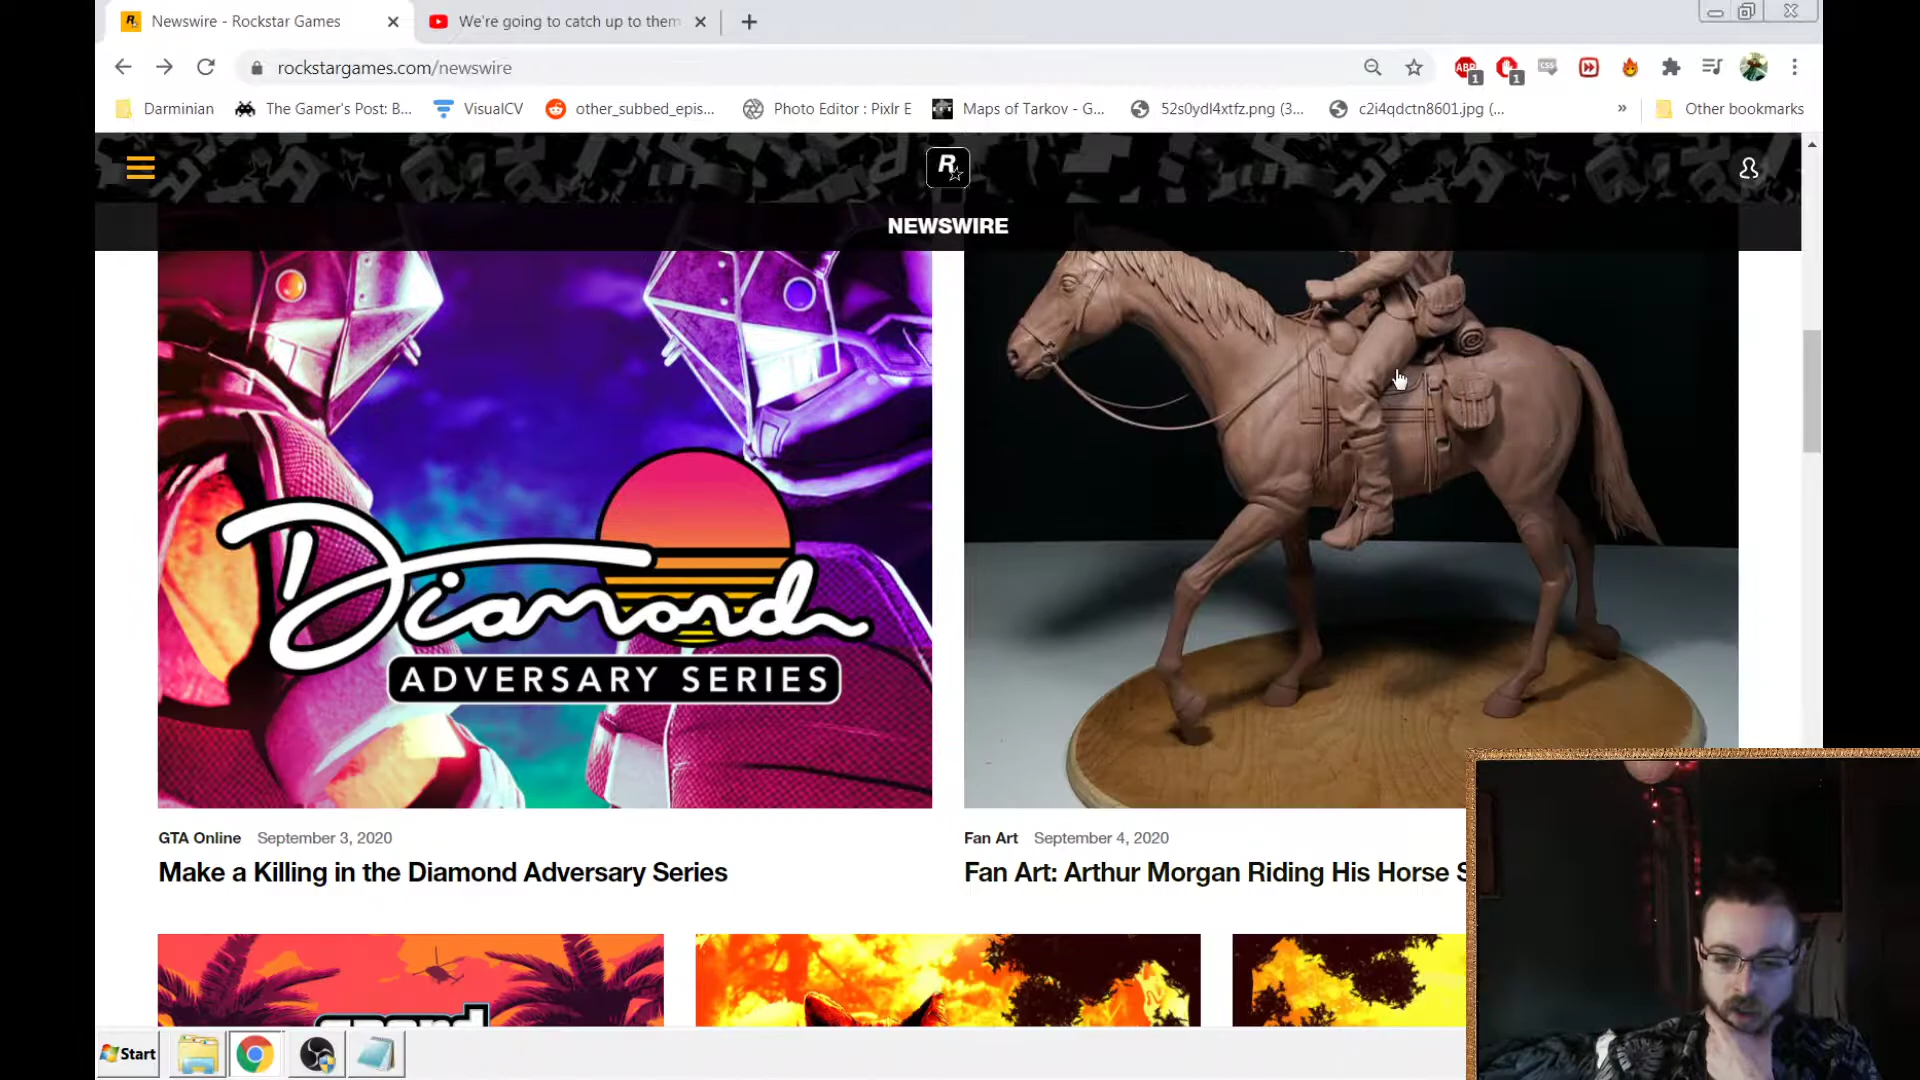 Newswire - Rockstar Games
We're going to catch up to them
rockstargames.com/newswire
1
1
CSS
Darminian
The Gamer's Post: B...
VisualCV
other_subbed_epis...
Photo Editor : Pixlr E
Maps of Tarkov - G...
52s0ydl4xtfz.png (3...
c2i4qdctn8601.jpg (...
»
Other bookmarks
R
NEWSWIRE
Diamond
ADVERSARY SERIES
GTA Online September 3, 2020
Make a Killing in the Diamond Adversary Series
Fan Art September 4, 2020
Fan Art: Arthur Morgan Riding His Horse S
Start